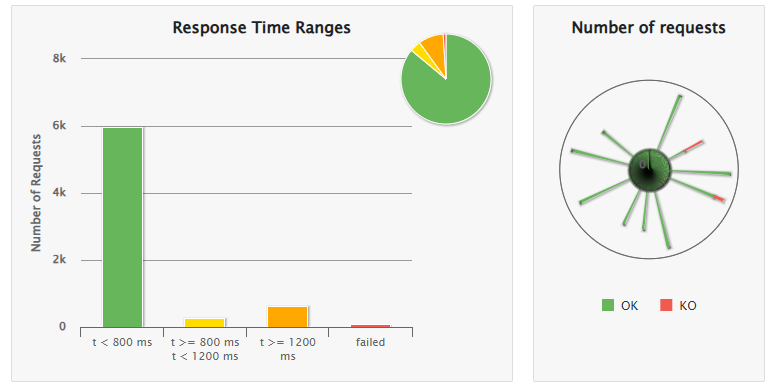 Response Time Ranges
Number of Requests
8k
6k
4k
2k
0
t < 800 ms
t >= 800 ms
t < 1200 ms
t >= 1200
ms
failed
Number of requests
0
OK
KO